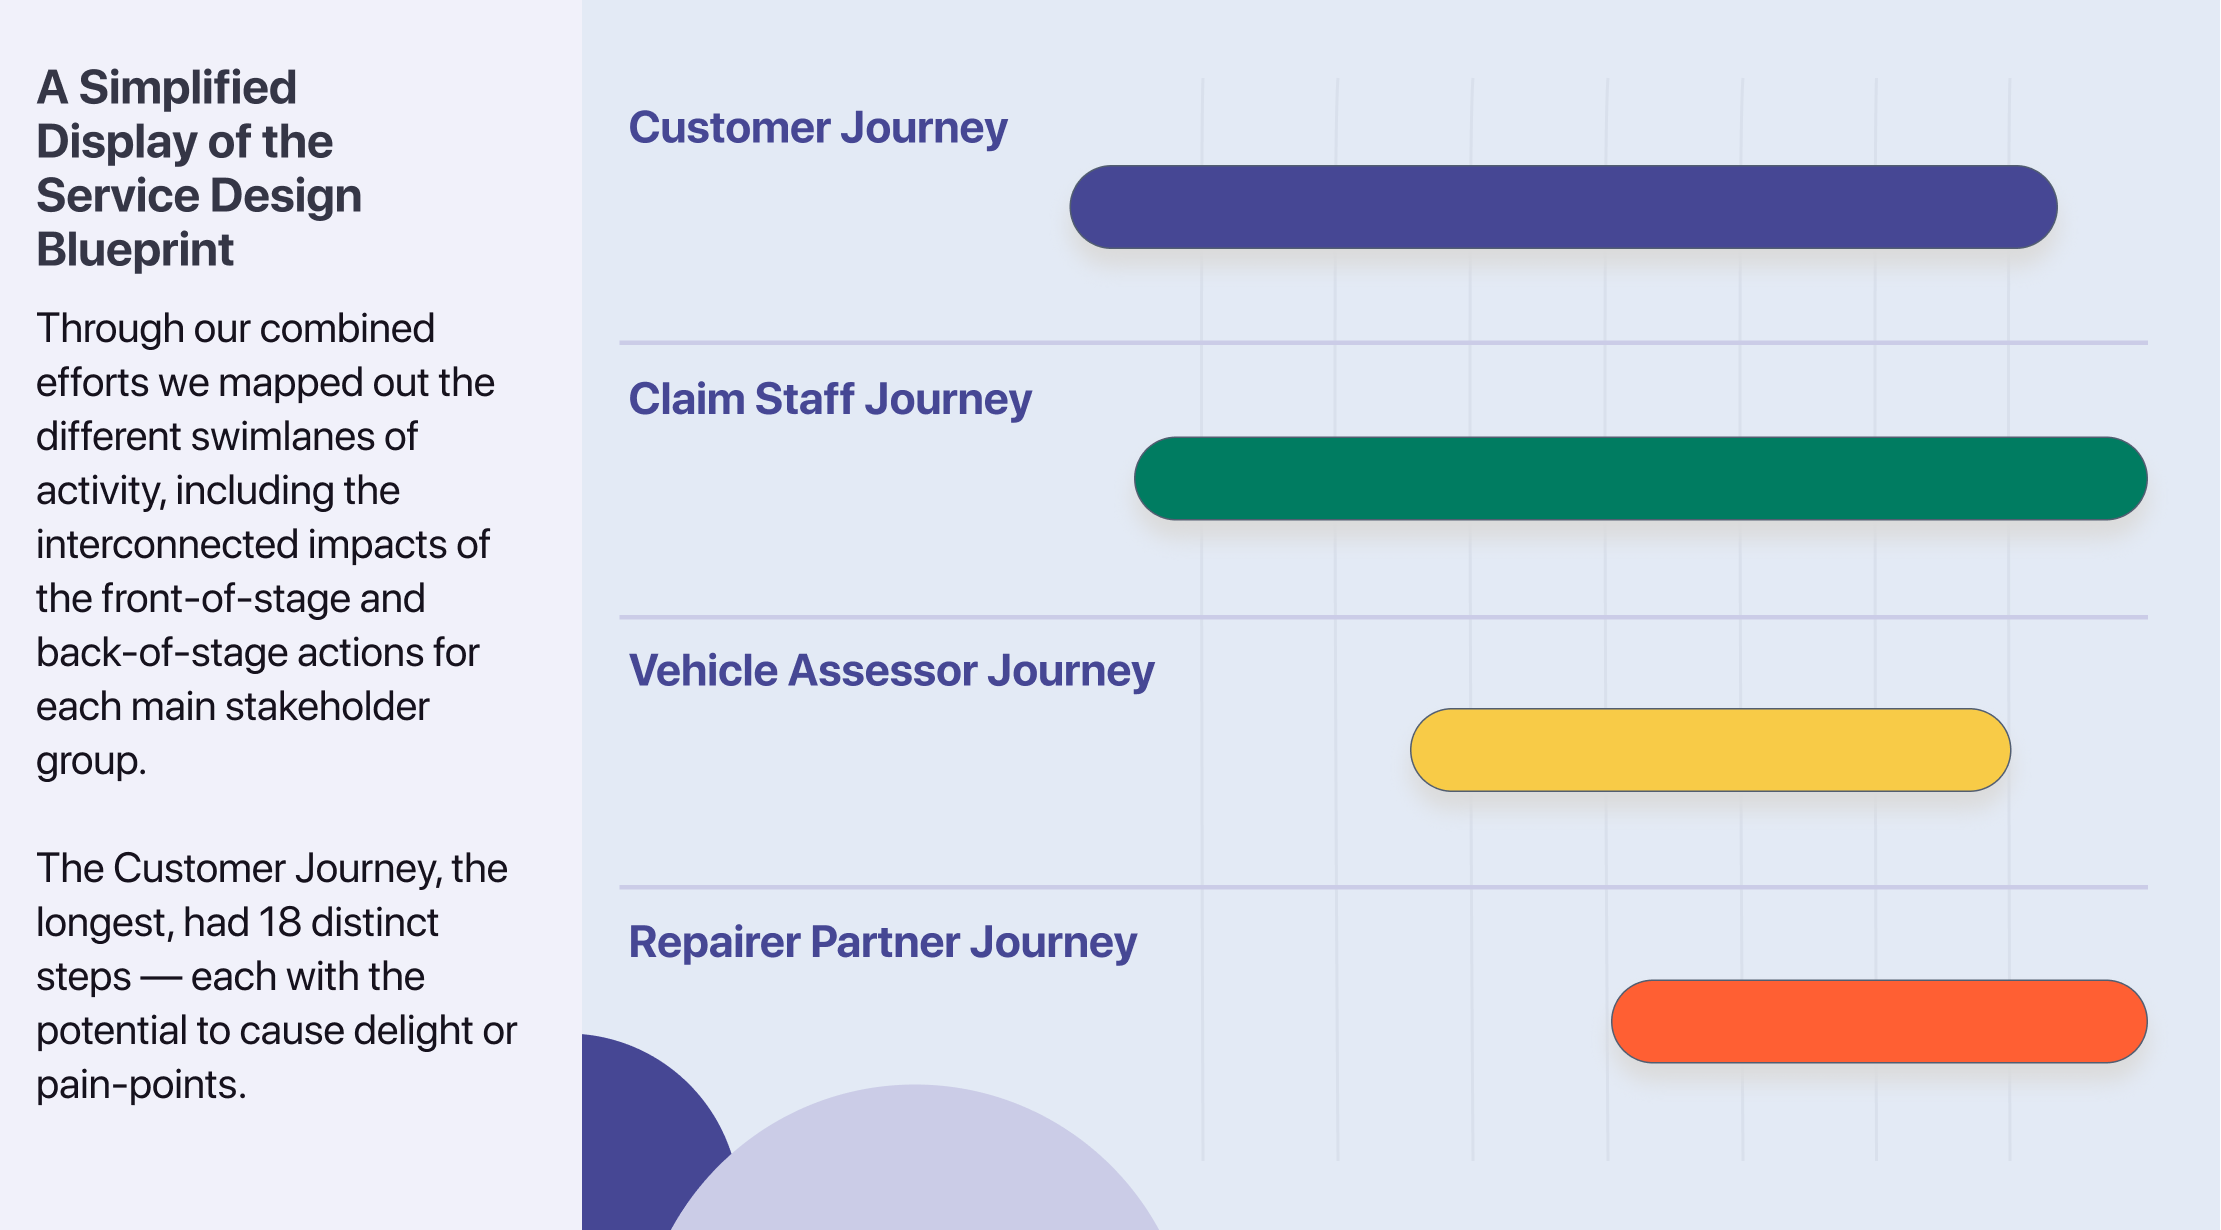 A Simplified
Display of the
Service Design
Blueprint
Through our combined
efforts we mapped out the
different swimlanes of
activity, including the
interconnected impacts of
the front-of-stage and
back-of-stage actions for
each main stakeholder
group.
The Customer Journey, the
longest, had 18 distinct
steps — each with the
potential to cause delight or
pain-points.
Customer Journey
Claim Staff Journey
Vehicle Assessor Journey
Repairer Partner Journey